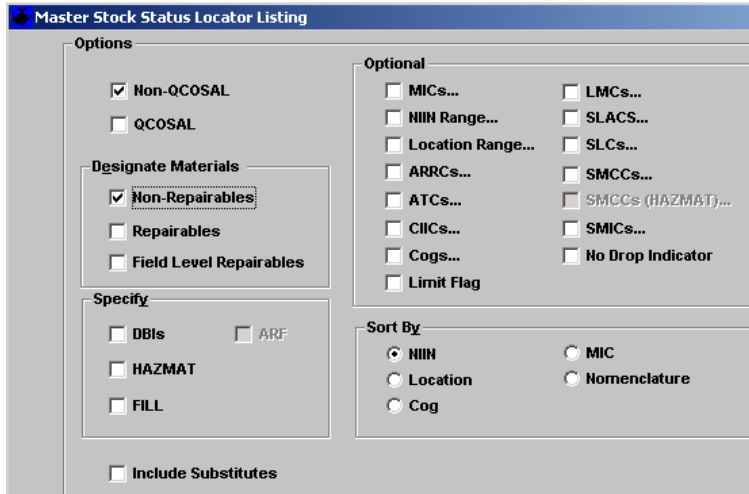 Master Stock Status Locator Listing
Options
Non-QCOSAL
QCOSAL
Designate Materials
Non-Repairables
Repairables
Field Level Repairables
Specify
DBIs ARF
HAZMAT
FILL
Include Substitutes
Optional
MICs... LMCs...
NIIN Range... SLACS...
Location Range... SLCs...
ARRCs... SMCCs...
ATCs... SMCCs (HAZMAT)...
CIICs... SMICs...
Cogs... No Drop Indicator
Limit Flag
Sort By
NIIN MIC
Location Nomenclature
Cog